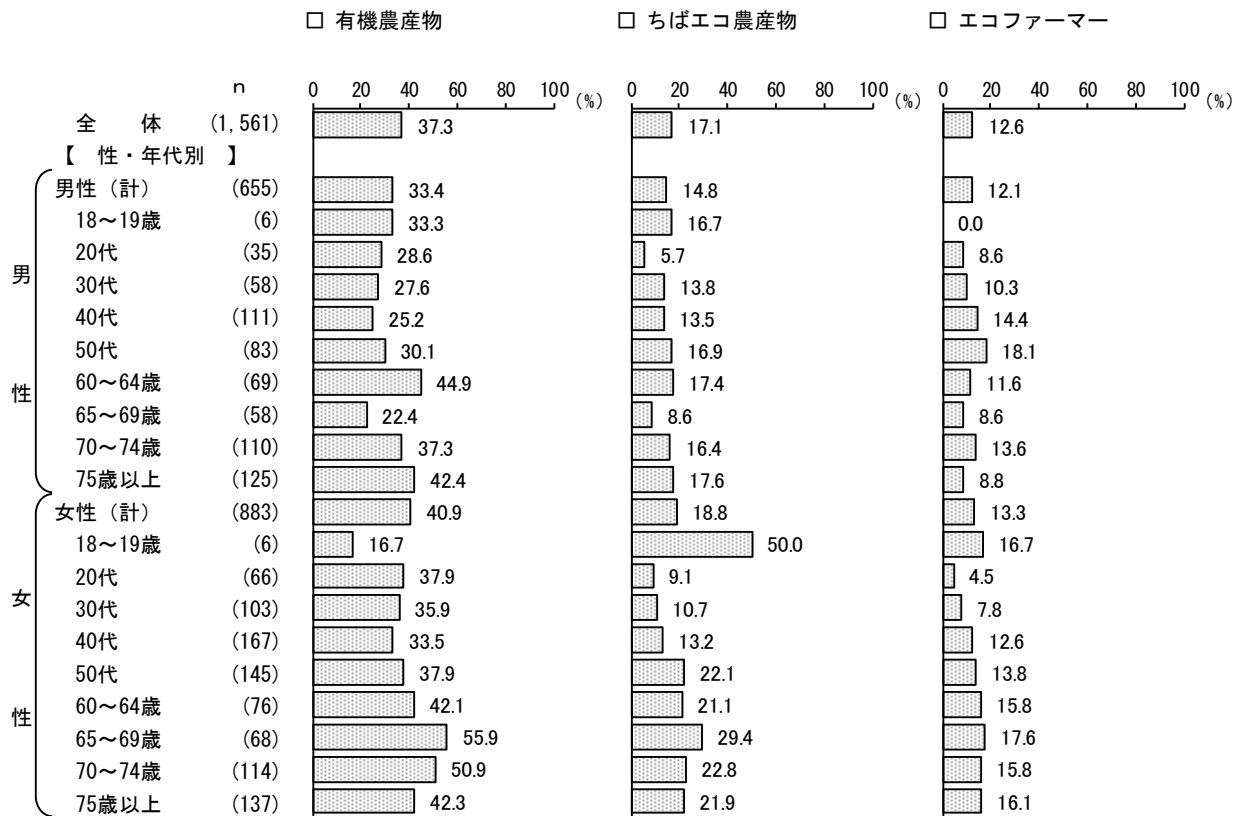 □ 有機農産物 □ ちばエコ農産物 □ エコファーマー
n 0 20 40 60 80 100 (%) 0 20 40 60 80 100 (%) 0 20 40 60 80 100 (%)
全 体 (1,561) 37.3 17.1 12.6
【 性・年代別 】
男性（計） (655) 33.4 14.8 12.1
18～19歳 (6) 33.3 16.7 0.0
20代 (35) 28.6 5.7 8.6
男
30代 (58) 27.6 13.8 10.3
40代 (111) 25.2 13.5 14.4
50代 (83) 30.1 16.9 18.1
60～64歳 (69) 44.9 17.4 11.6
性
65～69歳 (58) 22.4 8.6 8.6
70～74歳 (110) 37.3 16.4 13.6
75歳以上 (125) 42.4 17.6 8.8
女性（計） (883) 40.9 18.8 13.3
18～19歳 (6) 16.7 50.0 16.7
20代 (66) 37.9 9.1 4.5
女
30代 (103) 35.9 10.7 7.8
40代 (167) 33.5 13.2 12.6
50代 (145) 37.9 22.1 13.8
60～64歳 (76) 42.1 21.1 15.8
性
65～69歳 (68) 55.9 29.4 17.6
70～74歳 (114) 50.9 22.8 15.8
75歳以上 (137) 42.3 21.9 16.1